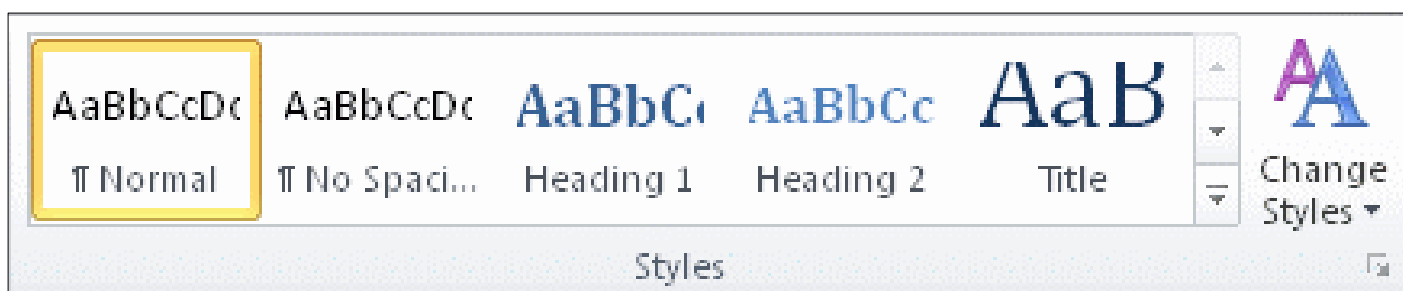 AaBbCcDc AaBbCcDc AaBbC AaBbCc AaB
¶ Normal ¶ No Spaci... Heading 1 Heading 2 Title
Change
Styles
Styles